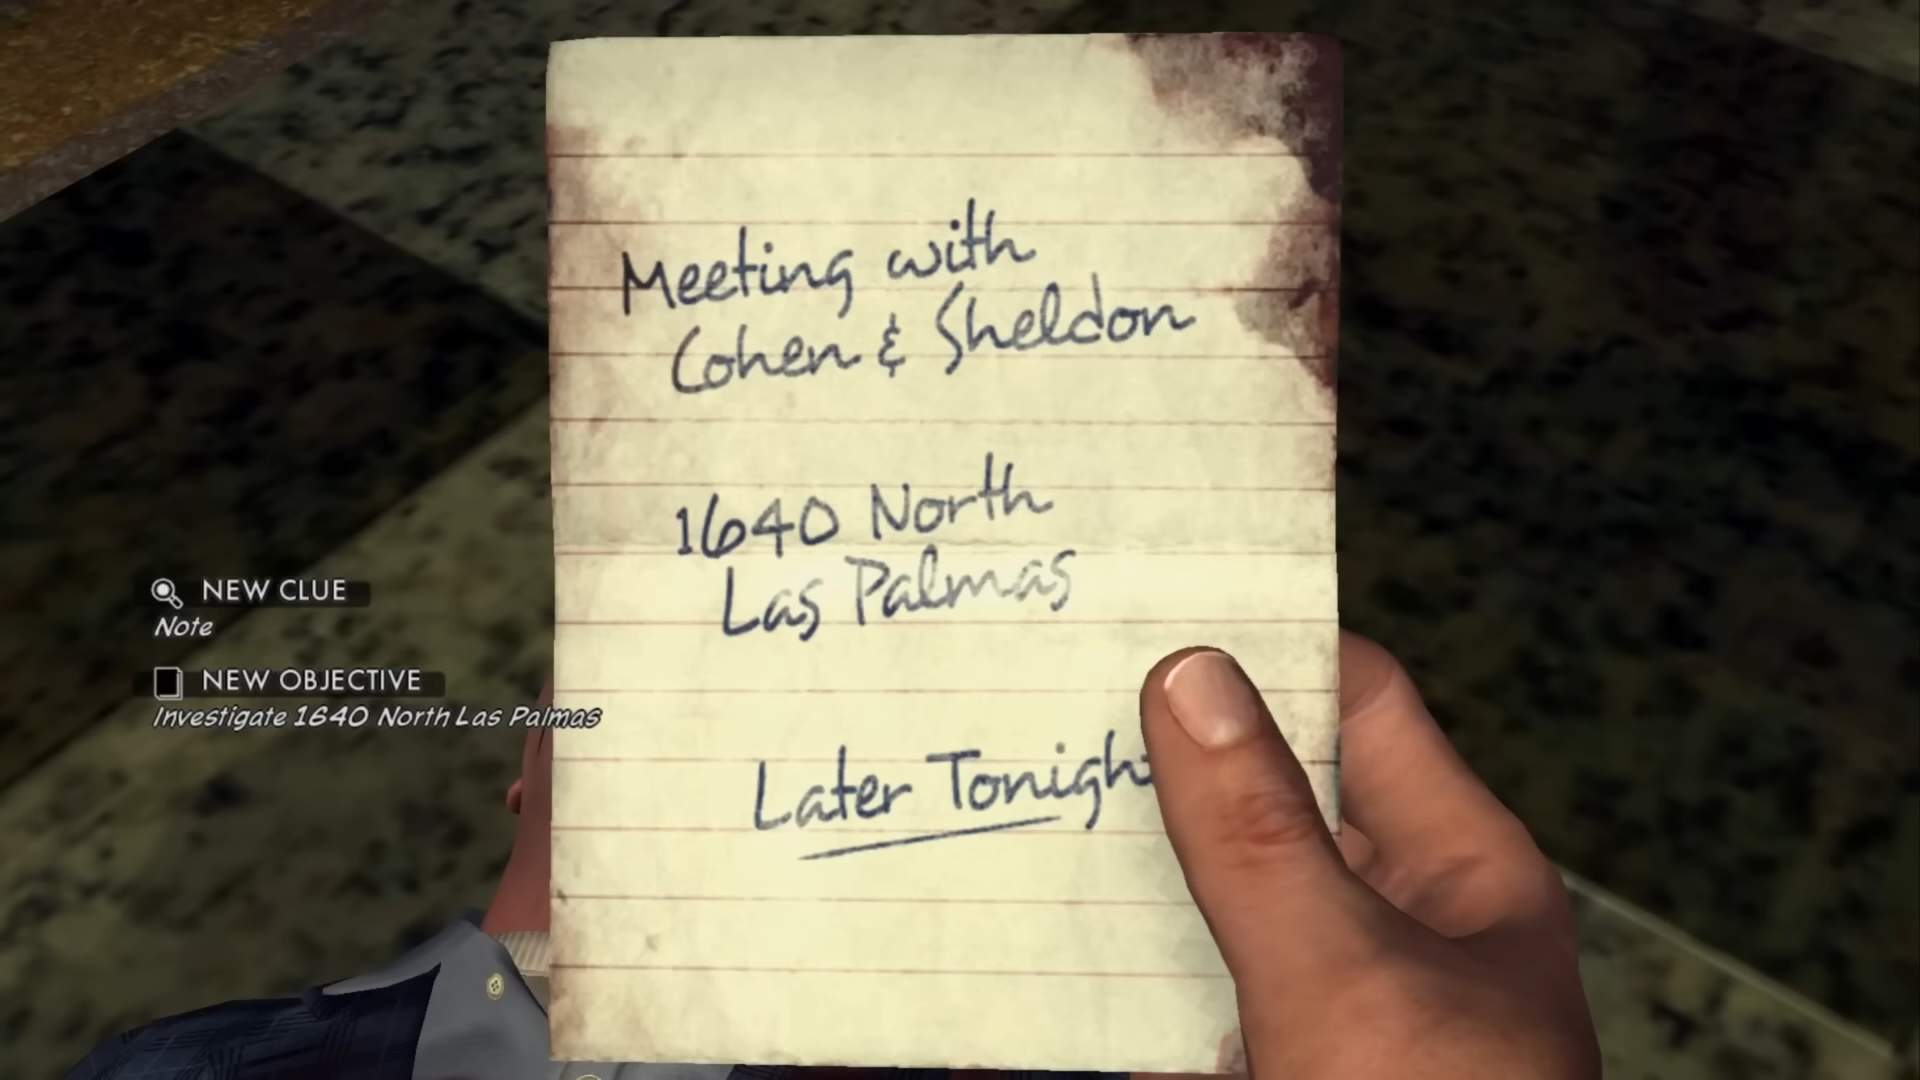 Meeting with
Cohen & Sheldon
1640 North
Las Palmas
Later Tonight
NEW CLUE
Note
NEW OBJECTIVE
Investigate 1640 North Las Palmas